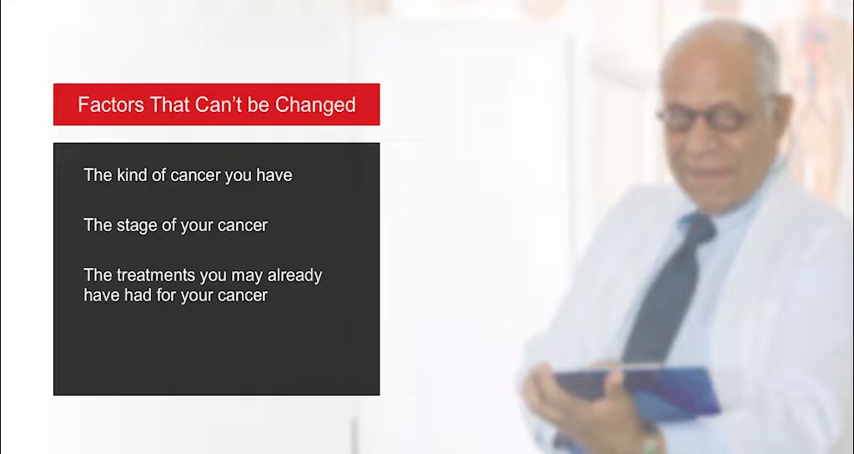 Factors That Can't be Changed
The kind of cancer you have
The stage of your cancer
The treatments you may already
have had for your cancer